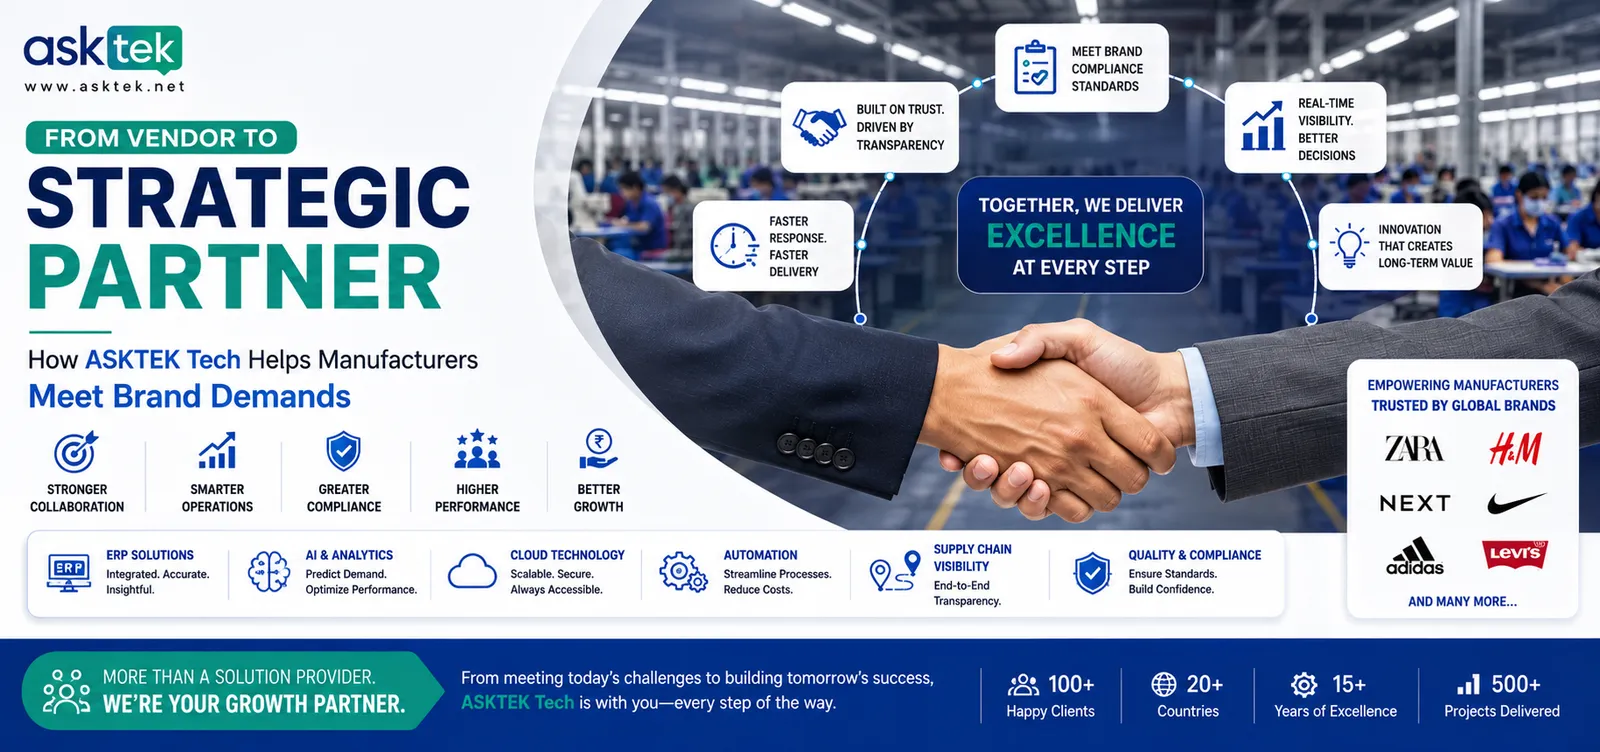 asktek
www.asktek.net
FROM VENDOR TO
STRATEGIC
PARTNER
How ASKTEK Tech Helps Manufacturers
Meet Brand Demands
STRONGER
COLLABORATION
SMARTER
OPERATIONS
GREATER
COMPLIANCE
HIGHER
PERFORMANCE
₹
BETTER
GROWTH
FASTER
RESPONSE.
FASTER
DELIVERY
BUILT ON TRUST.
DRIVEN BY
TRANSPARENCY
MEET BRAND
COMPLIANCE
STANDARDS
REAL-TIME
VISIBILITY.
BETTER
DECISIONS
INNOVATION
THAT CREATES
LONG-TERM VALUE
TOGETHER, WE DELIVER
EXCELLENCE
AT EVERY STEP
EMPOWERING MANUFACTURERS
TRUSTED BY GLOBAL BRANDS
ZARA
H&M
NEXT
adidas
LEVI'S
AND MANY MORE...
ERP
ERP SOLUTIONS
Integrated. Accurate.
Insightful.
AI & ANALYTICS
Predict Demand.
Optimize Performance.
CLOUD TECHNOLOGY
Scalable. Secure.
Always Accessible.
AUTOMATION
Streamline Processes.
Reduce Costs.
SUPPLY CHAIN
VISIBILITY
End-to-End
Transparency.
QUALITY & COMPLIANCE
Ensure Standards.
Build Confidence.
MORE THAN A SOLUTION PROVIDER.
WE'RE YOUR GROWTH PARTNER.
From meeting today's challenges to building tomorrow's success,
ASKTEK Tech is with you—every step of the way.
100+
Happy Clients
20+
Countries
15+
Years of Excellence
500+
Projects Delivered